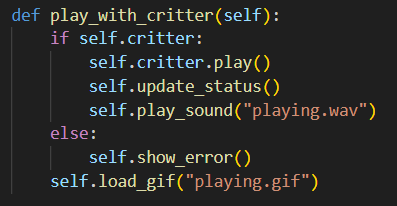 def play_with_critter(self):
    if self.critter:
        self.critter.play()
        self.update_status()
        self.play_sound("playing.wav")
    else:
        self.show_error()
    self.load_gif("playing.gif")